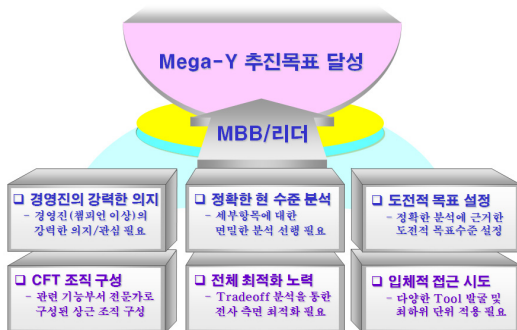 Mega-Y 추진목표 달성
MBB/리더
❑ 경영진의 강력한 의지
- 경영진(챔피언 이상)의
강력한 의지/관심 필요
❑ 정확한 현 수준 분석
- 세부항목에 대한
면밀한 분석 선행 필요
❑ 도전적 목표 설정
- 정확한 분석에 근거한
도전적 목표수준 설정
❑ CFT 조직 구성
- 관련 기능부서 전문가로
구성된 상근 조직 구성
❑ 전체 최적화 노력
- Tradeoff 분석을 통한
전사 측면 최적화 필요
❑ 입체적 접근 시도
- 다양한 Tool 발굴 및
최하위 단위 적용 필요